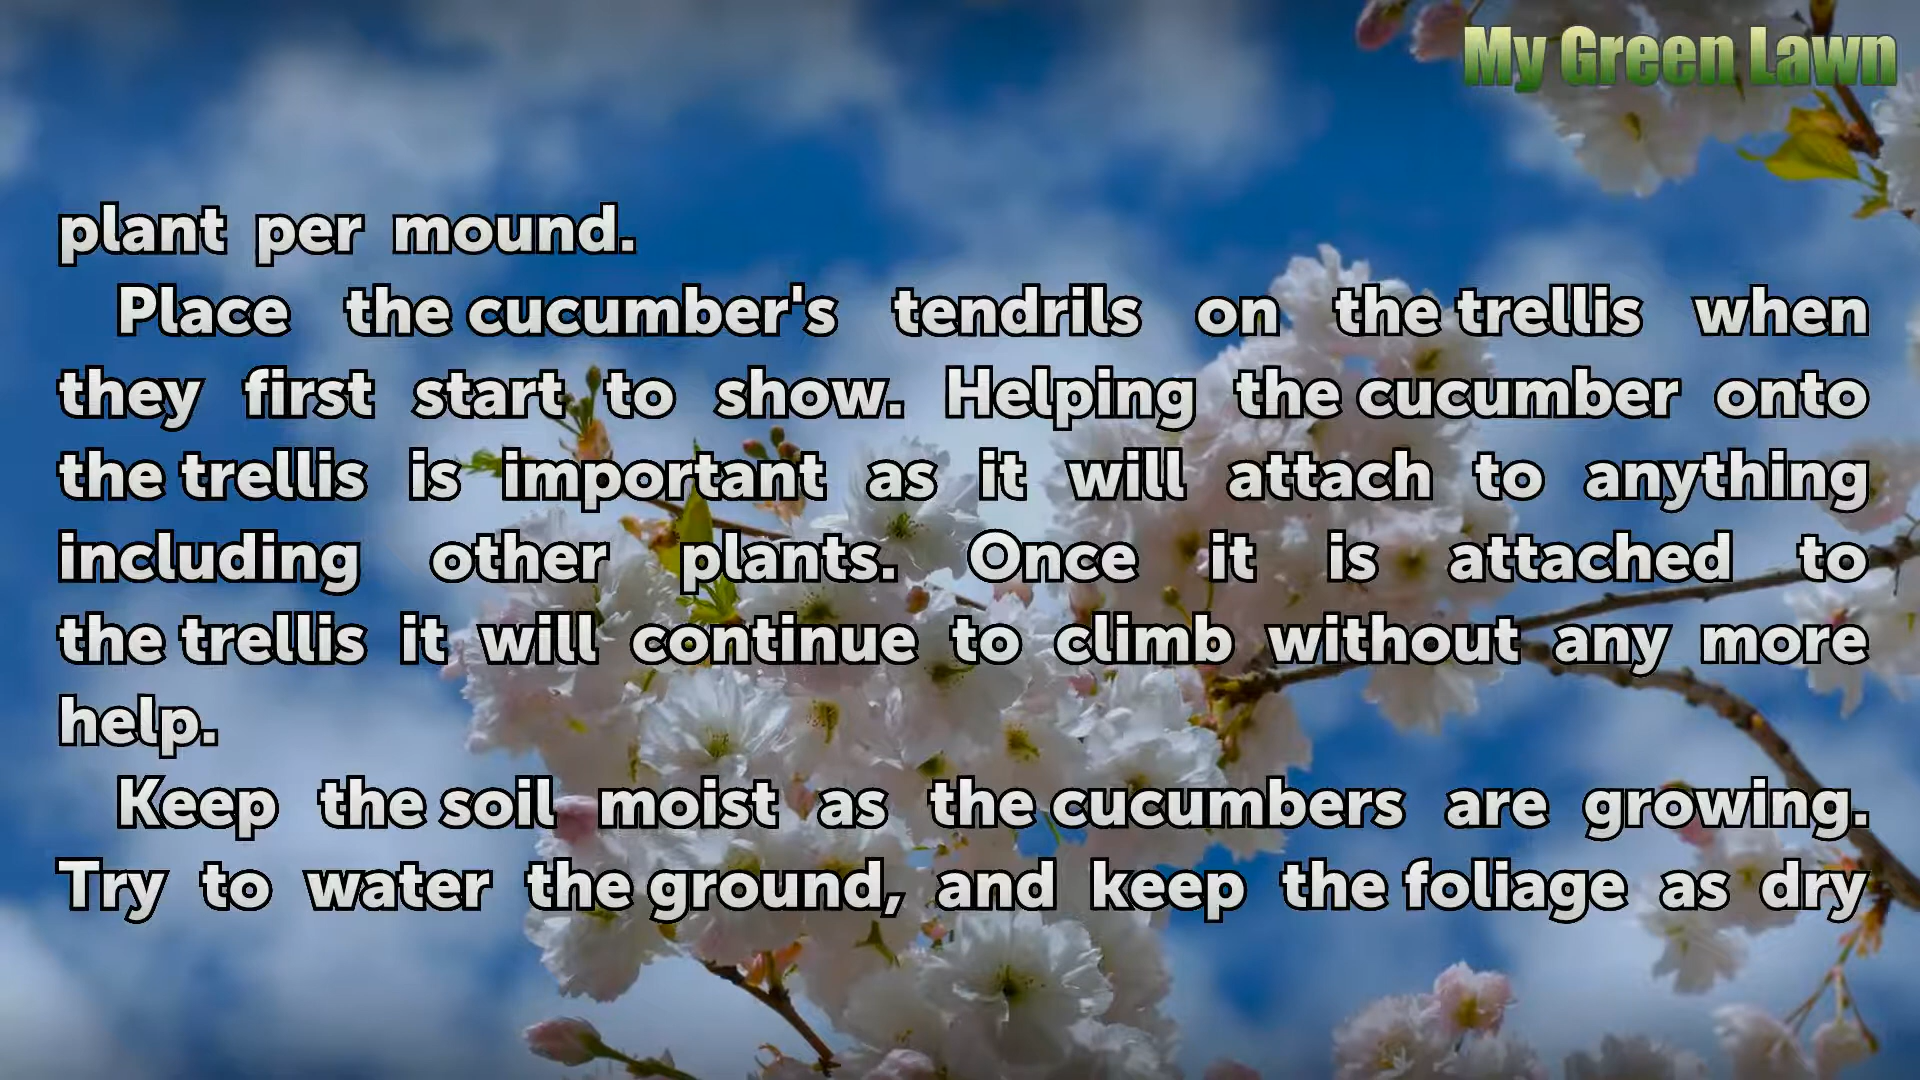 My Green Lawn
plant per mound.
Place the cucumber's tendrils on the trellis when
they first start to show. Helping the cucumber onto
the trellis is important as it will attach to anything
including other plants. Once it is attached to
the trellis it will continue to climb without any more
help.
Keep the soil moist as the cucumbers are growing.
Try to water the ground, and keep the foliage as dry